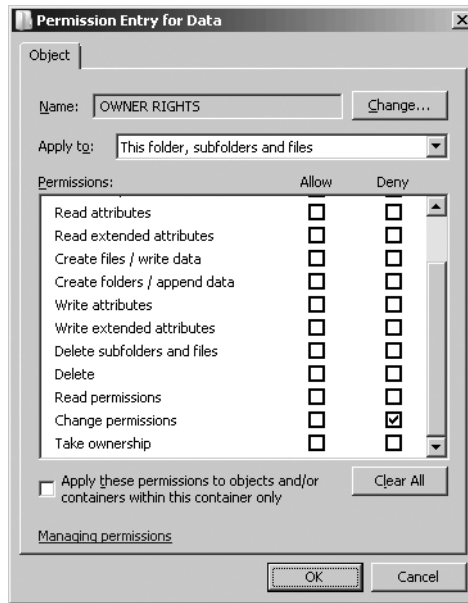 Permission Entry for Data
Object
Name: OWNER RIGHTS Change...
Apply to: This folder, subfolders and files
Permissions: Allow Deny
Read attributes
Read extended attributes
Create files / write data
Create folders / append data
Write attributes
Write extended attributes
Delete subfolders and files
Delete
Read permissions
Change permissions
Take ownership
Apply these permissions to objects and/or Clear All
containers within this container only
Managing permissions
OK Cancel